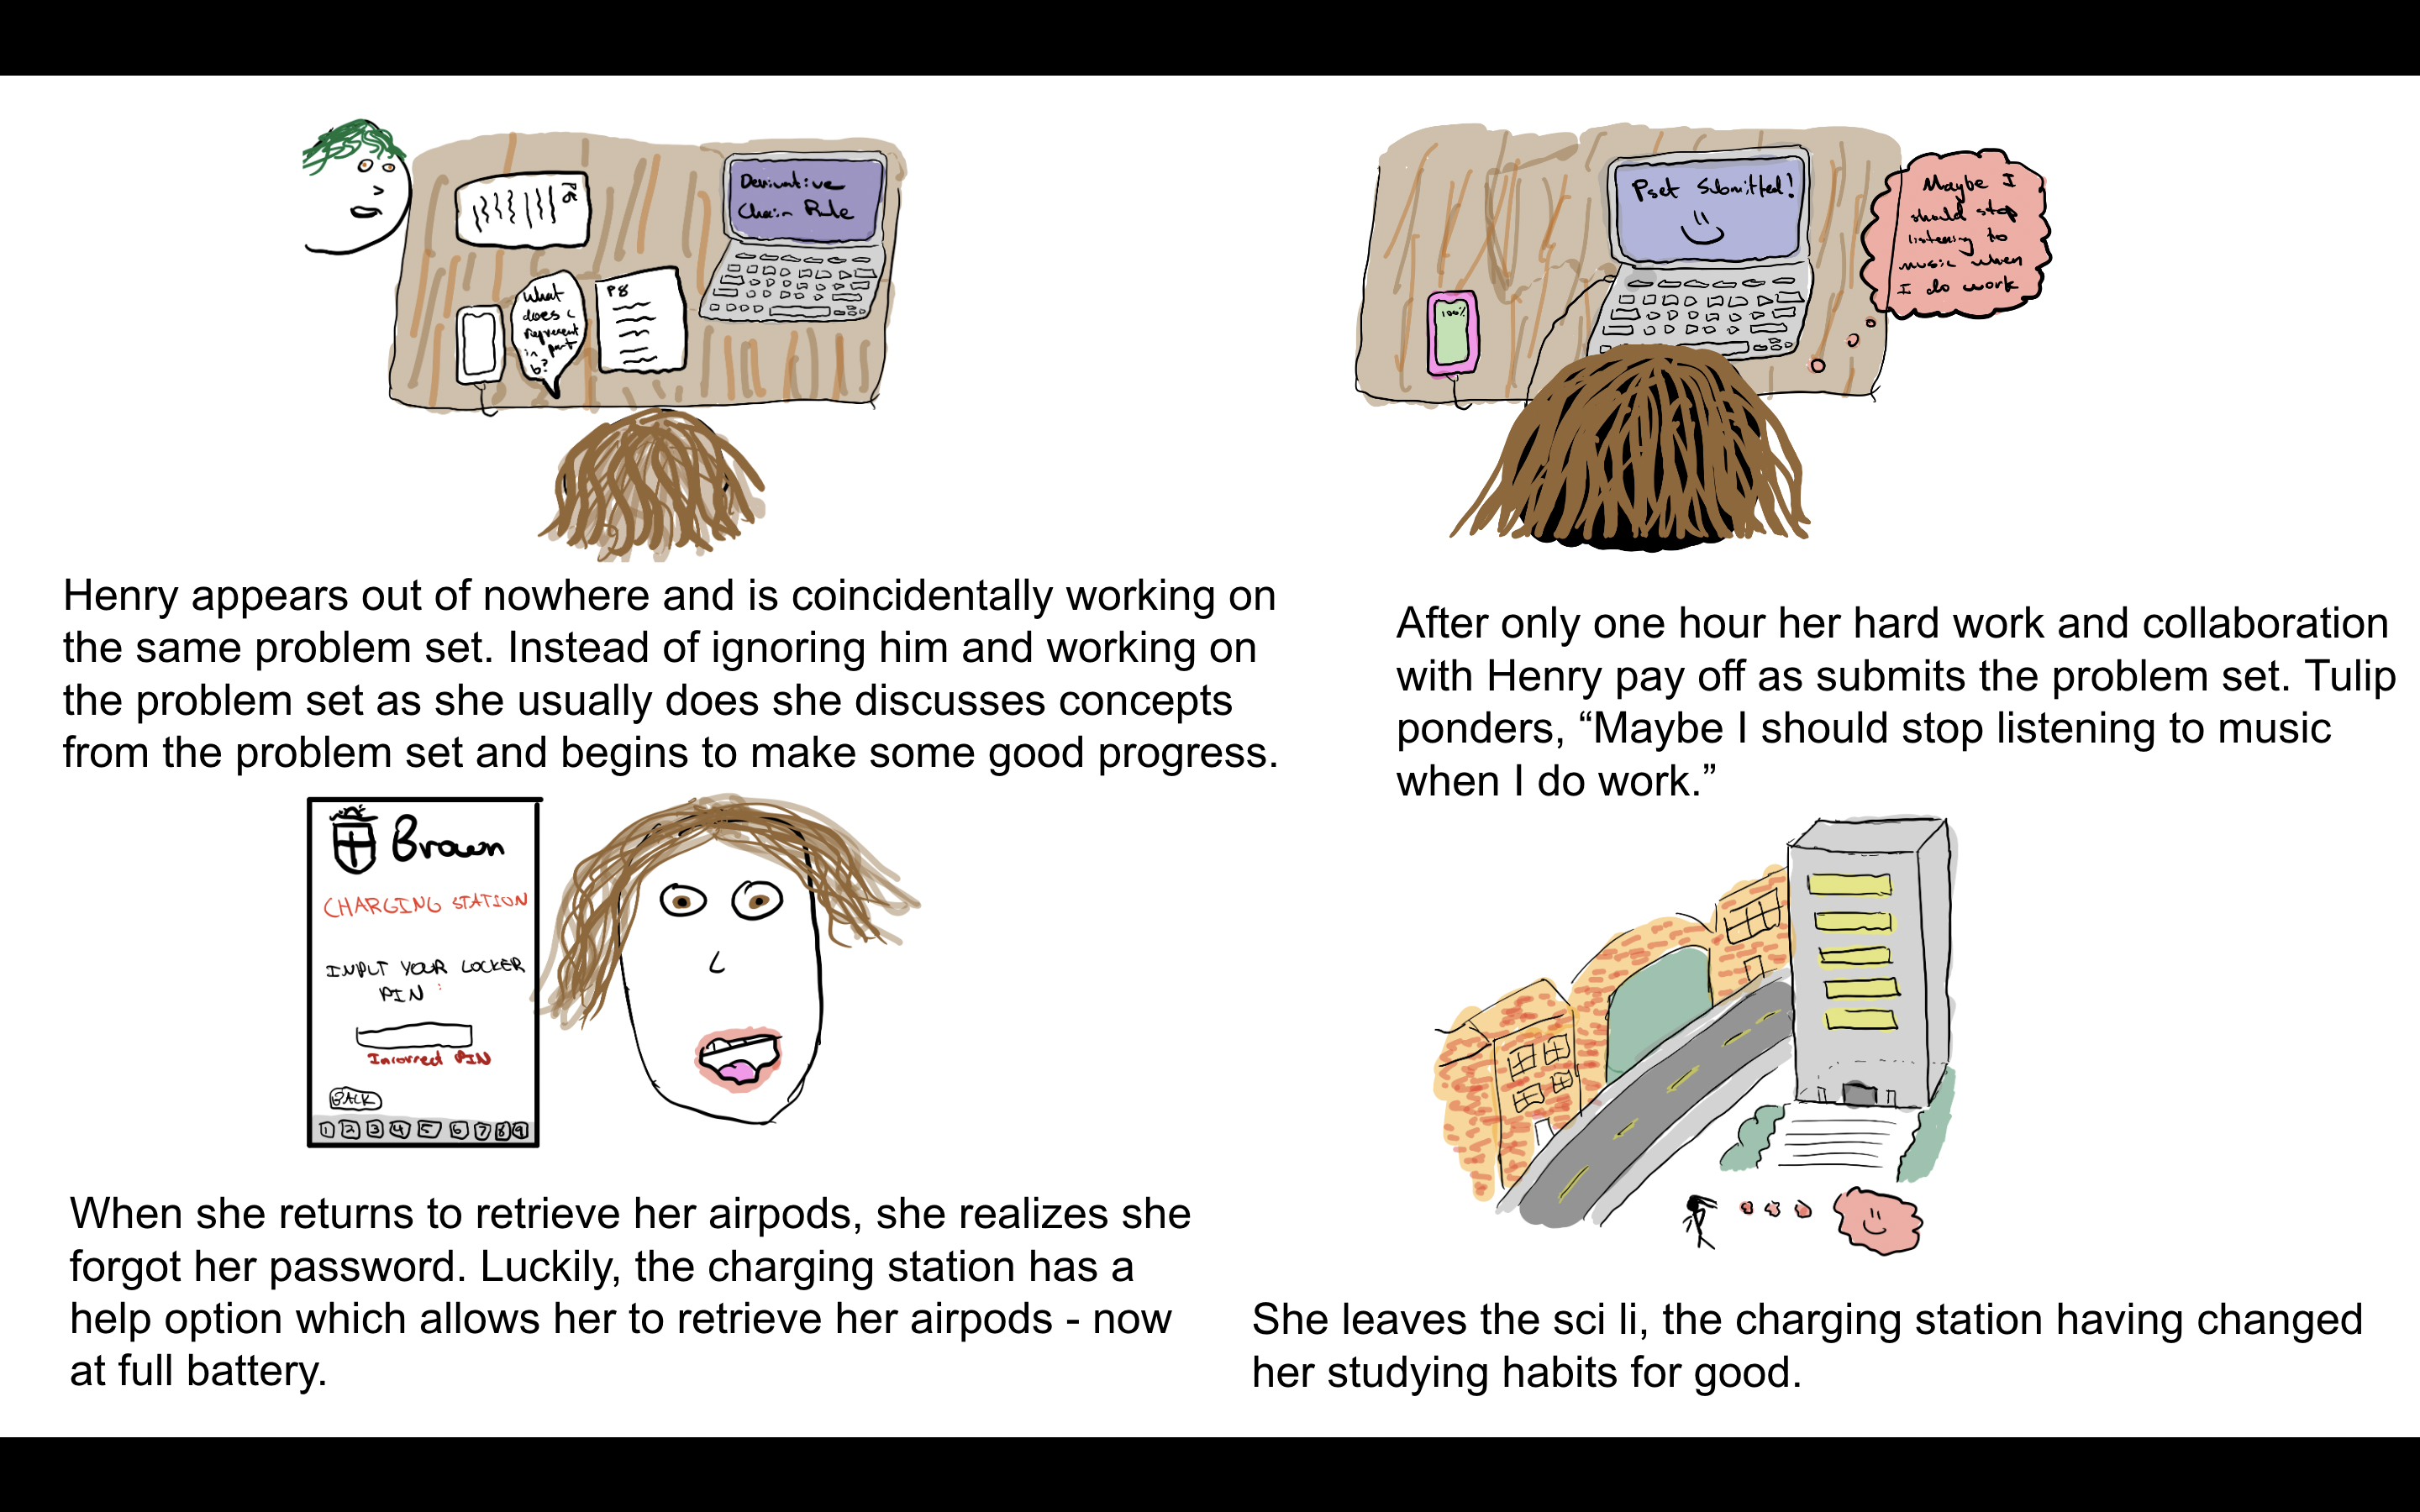 Derivative
Chain Rule
What
does c
represent
in part
b?
P8
Henry appears out of nowhere and is coincidentally working on
the same problem set. Instead of ignoring him and working on
the problem set as she usually does she discusses concepts
from the problem set and begins to make some good progress.
Pset Submitted!
100%
Maybe I
should stop
listening to
music when
I do work
After only one hour her hard work and collaboration
with Henry pay off as submits the problem set. Tulip
ponders, “Maybe I should stop listening to music
when I do work.”
Brown
CHARGING STATION
INPUT YOUR LOCKER
PIN :
Incorrect PIN
BACK
1 2 3 4 5 6 7 8 9
When she returns to retrieve her airpods, she realizes she
forgot her password. Luckily, the charging station has a
help option which allows her to retrieve her airpods - now
at full battery.
She leaves the sci li, the charging station having changed
her studying habits for good.